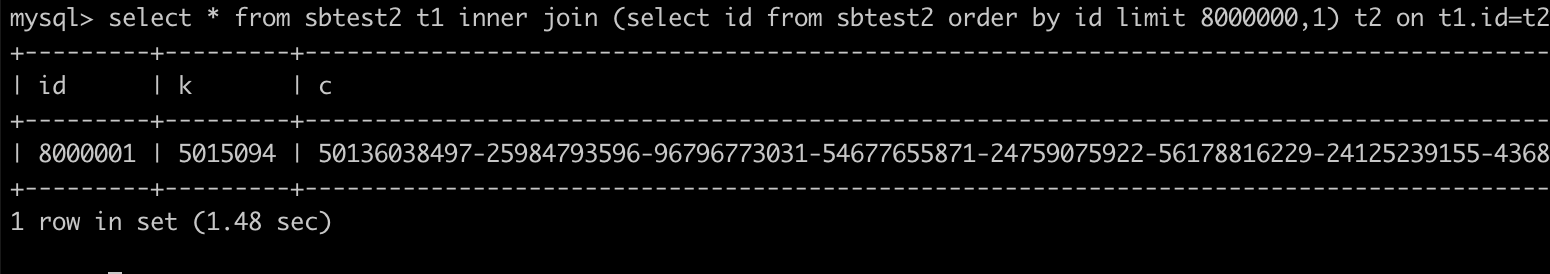 mysql> select * from sbtest2 t1 inner join (select id from sbtest2 order by id limit 8000000,1) t2 on t1.id=t2
+---------+---------+----------------------------------------------------------------------------------------
| id      | k       | c
+---------+---------+----------------------------------------------------------------------------------------
| 8000001 | 5015094 | 50136038497-25984793596-96796773031-54677655871-24759075922-56178816229-24125239155-4368
+---------+---------+----------------------------------------------------------------------------------------
1 row in set (1.48 sec)